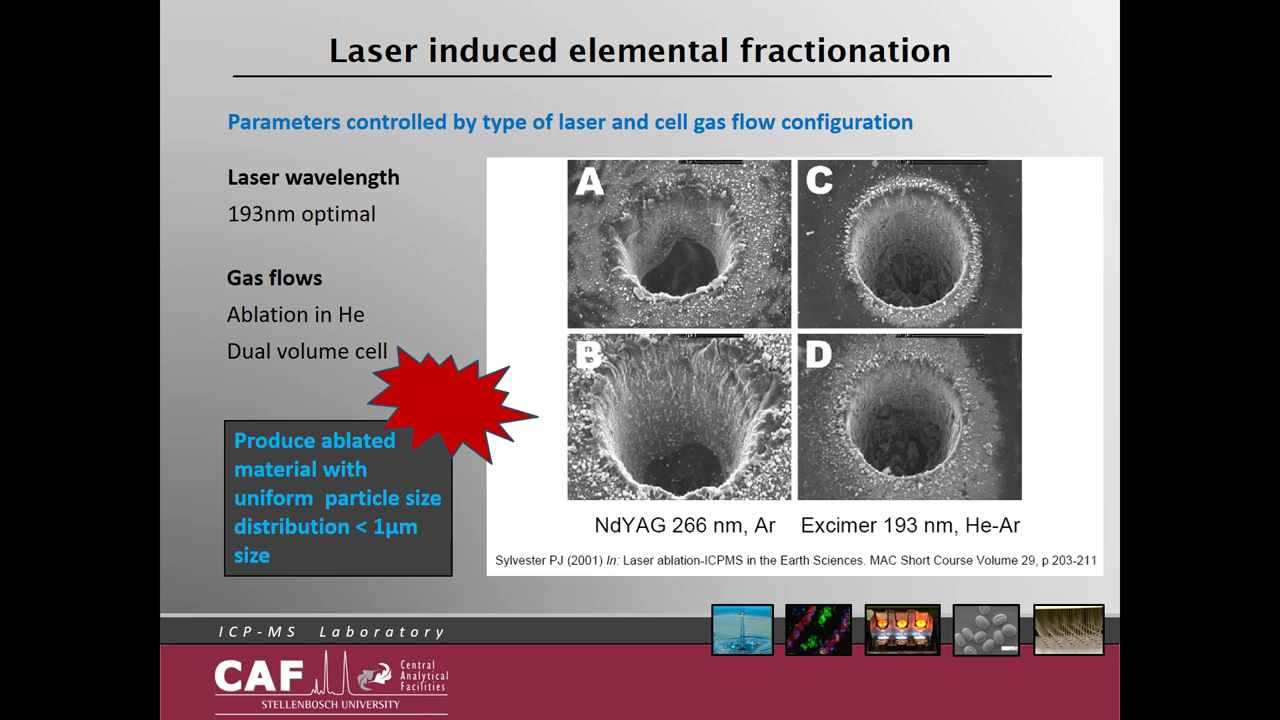 Laser induced elemental fractionation
Parameters controlled by type of laser and cell gas flow configuration
Laser wavelength
193nm optimal
Gas flows
Ablation in He
Dual volume cell
Produce ablated
material with
uniform  particle size
distribution < 1µm
size
A
C
B
D
NdYAG 266 nm, Ar
Excimer 193 nm, He-Ar
Sylvester PJ (2001) In: Laser ablation-ICPMS in the Earth Sciences. MAC Short Course Volume 29, p 203-211
ICP-MS Laboratory
CAF
Central
Analytical
Facilities
STELLENBOSCH UNIVERSITY